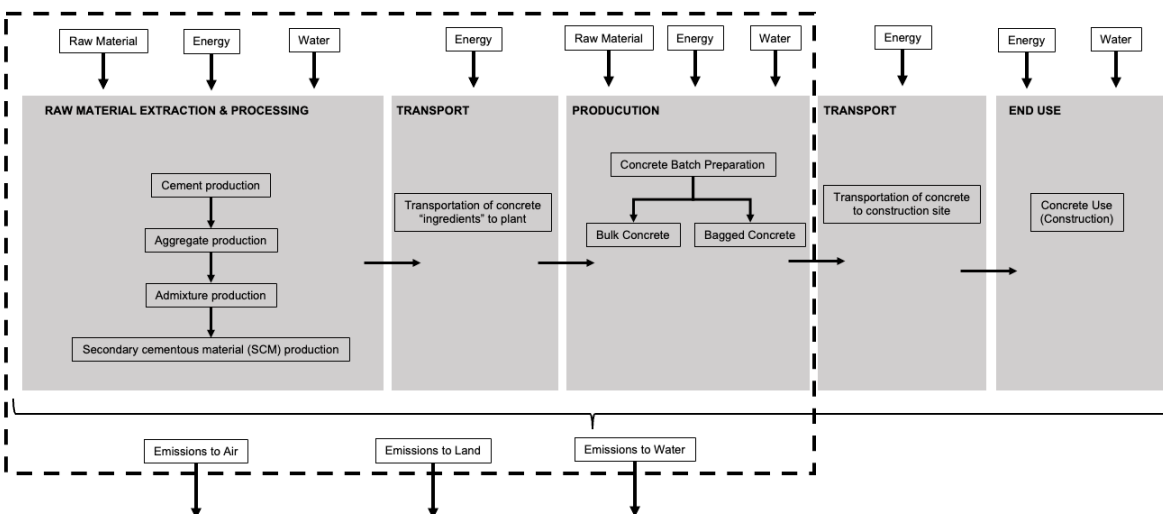 Raw Material
Energy
Water
Energy
Raw Material
Energy
Water
Energy
Energy
Water
RAW MATERIAL EXTRACTION & PROCESSING
TRANSPORT
PRODUCUTION
TRANSPORT
END USE
Cement production
Aggregate production
Admixture production
Secondary cementous material (SCM) production
Transportation of concrete
“ingredients” to plant
Concrete Batch Preparation
Bulk Concrete
Bagged Concrete
Transportation of concrete
to construction site
Concrete Use
(Construction)
Emissions to Air
Emissions to Land
Emissions to Water